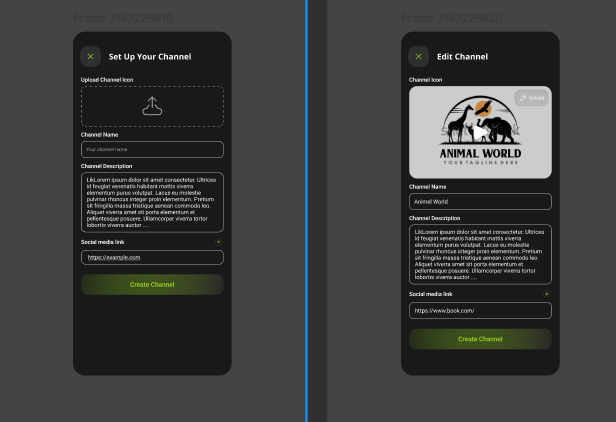 Frame 2147226819
Set Up Your Channel
Upload Channel Icon
Channel Name
Your channel name
Channel Description
LikLorem ipsum dolor sit amet consectetur. Ultrices
id feugiat venenatis habitant mattis viverra
elementum purus volutpat. Lacus eu molestie
pulvinar rhoncus integer euismod quis. Pretium
sit fringilla massa tristique aenean commodo leo.
Aliquet viverra amet sit porta elementum et
pellentesque posuere. Ullamcorper viverra tortor
lobortis viverra auctor ....
Social media link
+
https://example.com
Create Channel
Frame 2147226820
Edit Channel
Channel Icon
Upload
ANIMAL WORLD
YOUR TAGLINE HERE
Channel Name
Animel World
Channel Description
LikLorem ipsum dolor sit amet consectetur. Ultrices
id feugiat venenatis habitant mattis viverra
elementum purus volutpat. Lacus eu molestie
pulvinar rhoncus integer euismod quis. Pretium
sit fringilla massa tristique aenean commodo leo.
Aliquet viverra amet sit porta elementum et
pellentesque posuere. Ullamcorper viverra tortor
lobortis viverra auctor ....
Social media link
+
https://www.book.com/
Create Channel